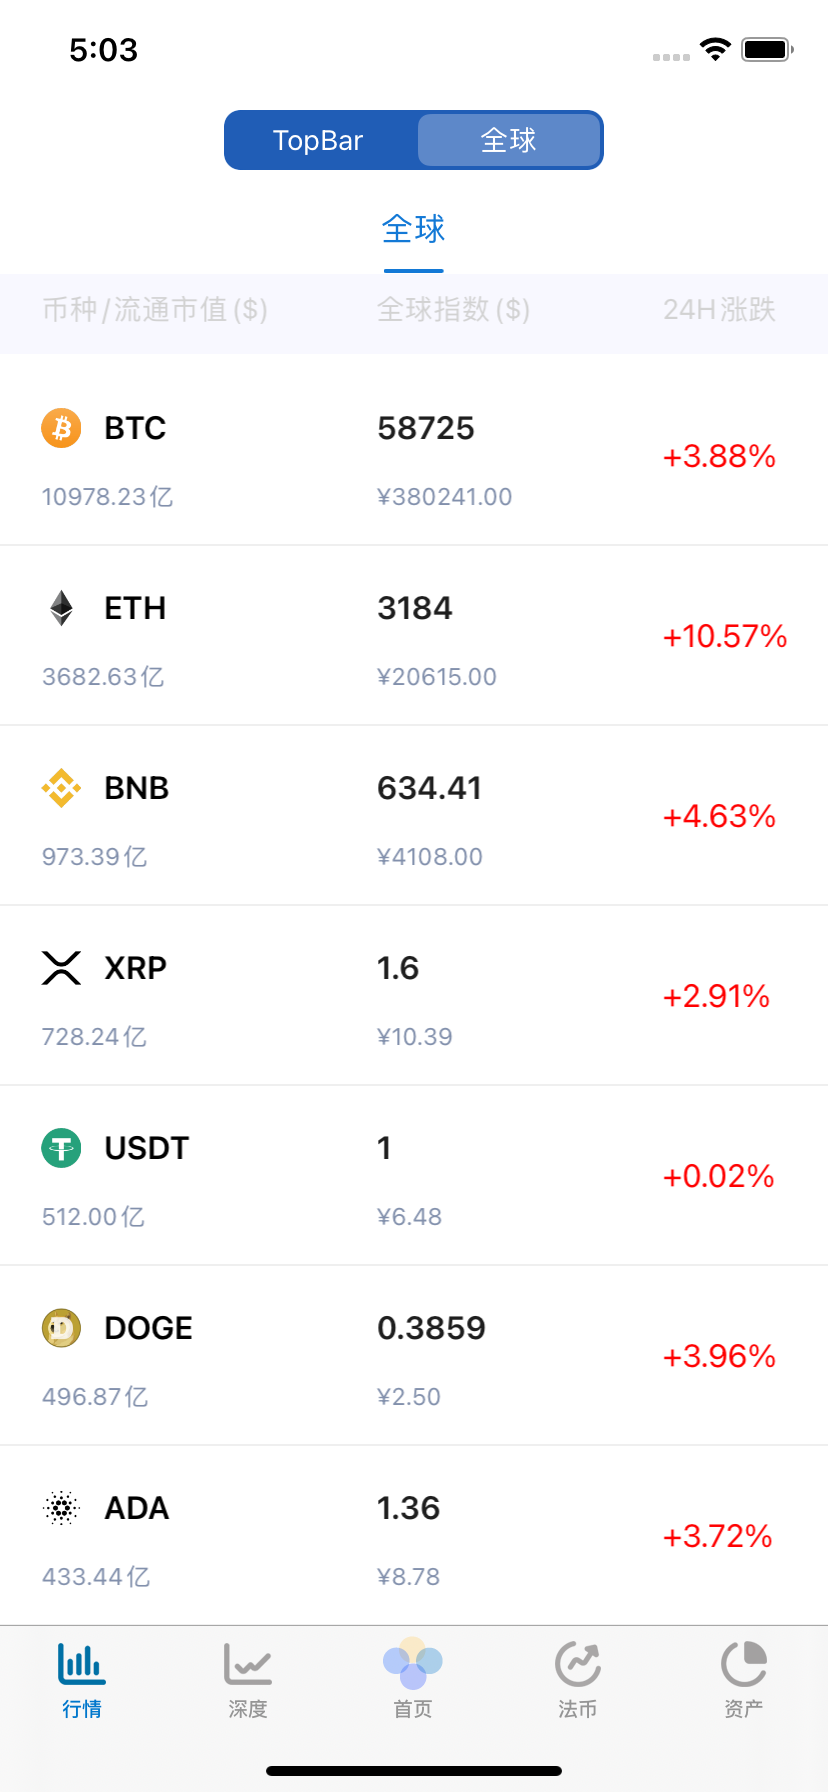 5:03
TopBar 全球
全球
币种/流通市值($) 全球指数($) 24H涨跌
BTC 58725
+3.88%
10978.23亿 ¥380241.00
ETH 3184
+10.57%
3682.63亿 ¥20615.00
BNB 634.41
+4.63%
973.39亿 ¥4108.00
XRP 1.6
+2.91%
728.24亿 ¥10.39
USDT 1
+0.02%
512.00亿 ¥6.48
DOGE 0.3859
+3.96%
496.87亿 ¥2.50
ADA 1.36
+3.72%
433.44亿 ¥8.78
行情 深度 首页 法币 资产